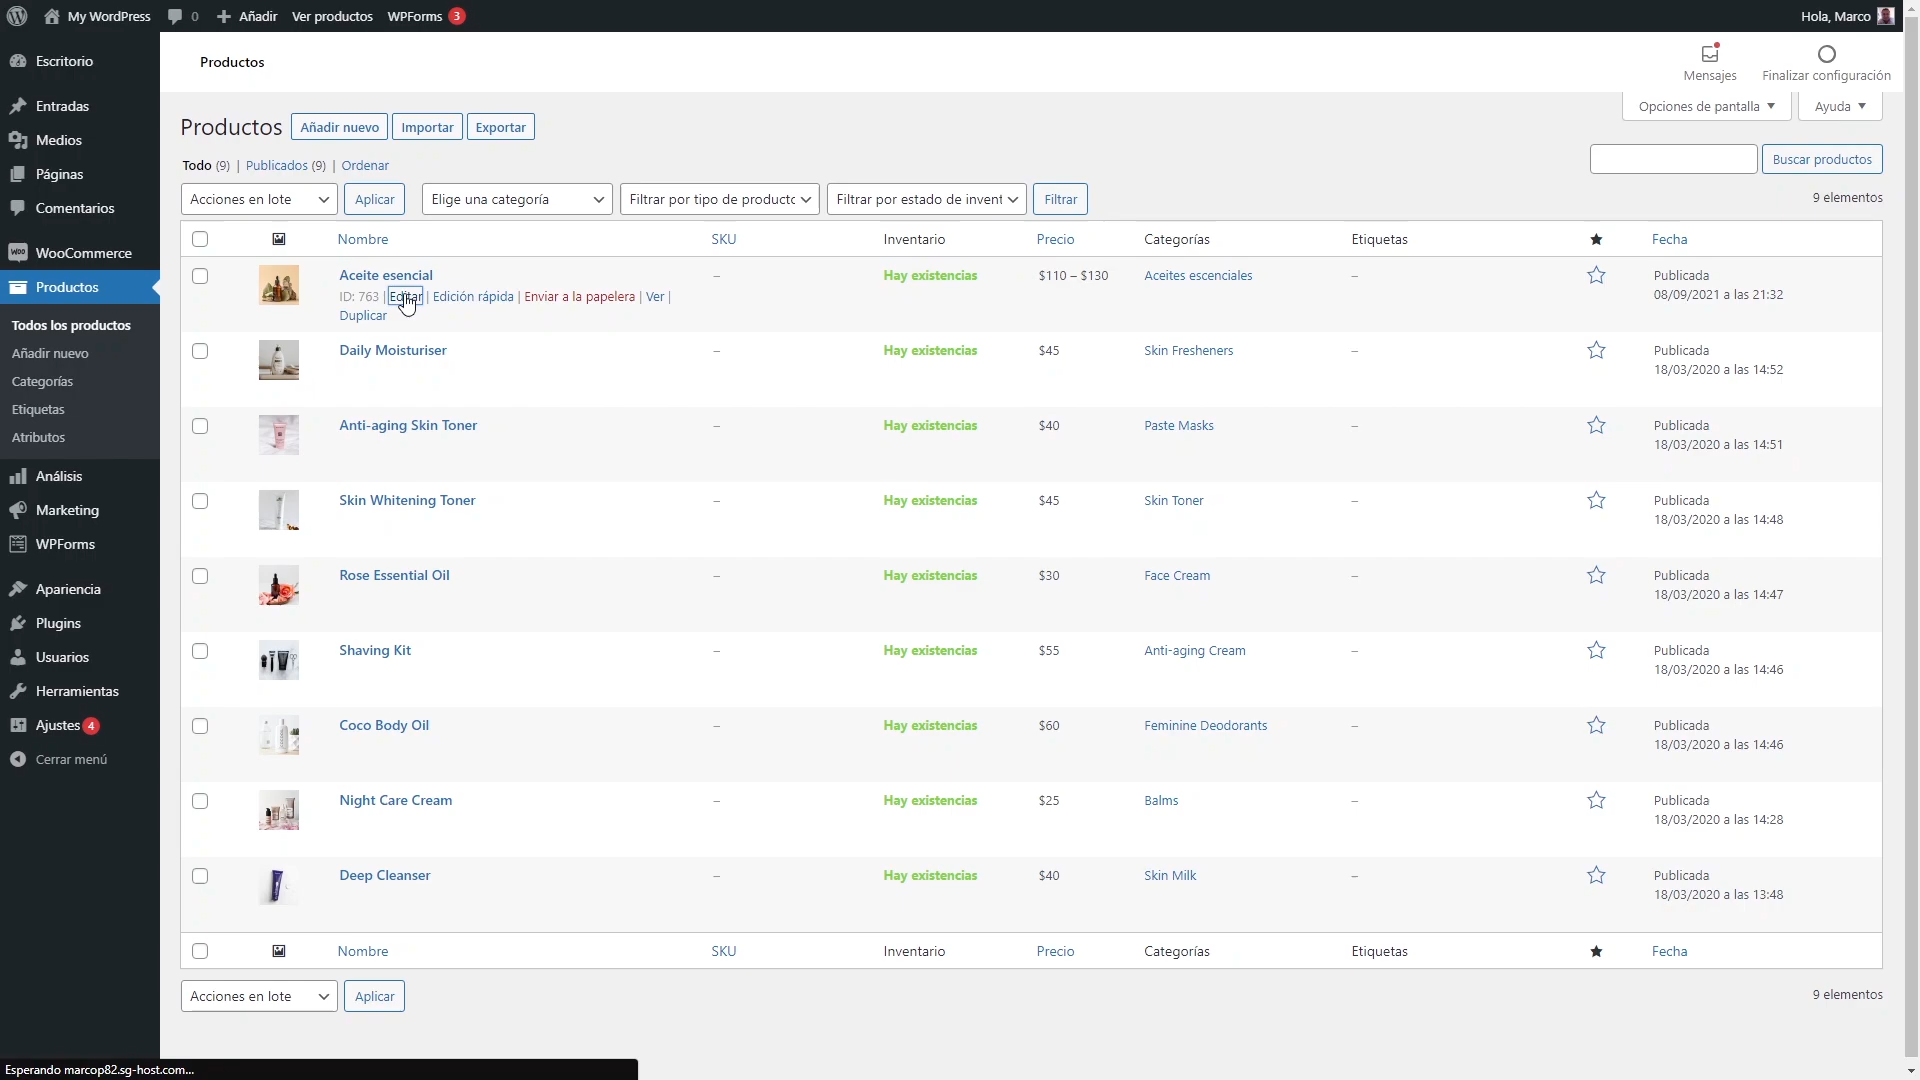 My WordPress 0 Añadir Ver productos WPForms 3 Hola, Marco
Escritorio
Entradas
Medios
Páginas
Comentarios
WooCommerce
Productos
Todos los productos
Añadir nuevo
Categorías
Etiquetas
Atributos
Análisis
Marketing
WPForms
Apariencia
Plugins
Usuarios
Herramientas
Ajustes 4
Cerrar menú
Productos
Mensajes Finalizar configuración
Opciones de pantalla Ayuda
Productos Añadir nuevo Importar Exportar
Todo (9) | Publicados (9) | Ordenar
Buscar productos
Acciones en lote Aplicar Elige una categoría Filtrar por tipo de producto Filtrar por estado de invent Filtrar
9 elementos
Nombre SKU Inventario Precio Categorías Etiquetas Fecha
Aceite esencial – Hay existencias $110 – $130 Aceites escenciales – Publicada
ID: 763 | Editar | Edición rápida | Enviar a la papelera | Ver | 08/09/2021 a las 21:32
Duplicar
Daily Moisturiser – Hay existencias $45 Skin Fresheners – Publicada
18/03/2020 a las 14:52
Anti-aging Skin Toner – Hay existencias $40 Paste Masks – Publicada
18/03/2020 a las 14:51
Skin Whitening Toner – Hay existencias $45 Skin Toner – Publicada
18/03/2020 a las 14:48
Rose Essential Oil – Hay existencias $30 Face Cream – Publicada
18/03/2020 a las 14:47
Shaving Kit – Hay existencias $55 Anti-aging Cream – Publicada
18/03/2020 a las 14:46
Coco Body Oil – Hay existencias $60 Feminine Deodorants – Publicada
18/03/2020 a las 14:46
Night Care Cream – Hay existencias $25 Balms – Publicada
18/03/2020 a las 14:28
Deep Cleanser – Hay existencias $40 Skin Milk – Publicada
18/03/2020 a las 13:48
Nombre SKU Inventario Precio Categorías Etiquetas Fecha
Acciones en lote Aplicar 9 elementos
Esperando marcop82.sg-host.com...